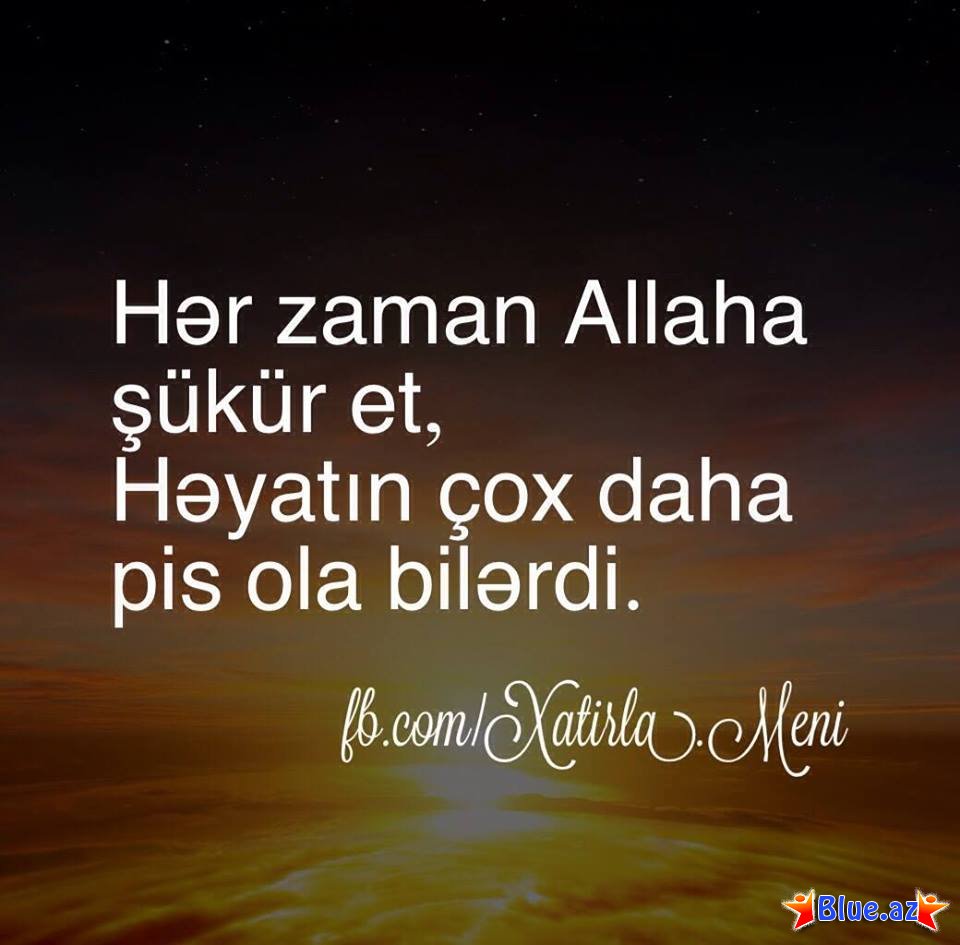 Hər zaman Allaha
şükür et,
Həyatın çox daha
pis ola bilərdi.
fb.com/Xatirla.Meni
Blue.az